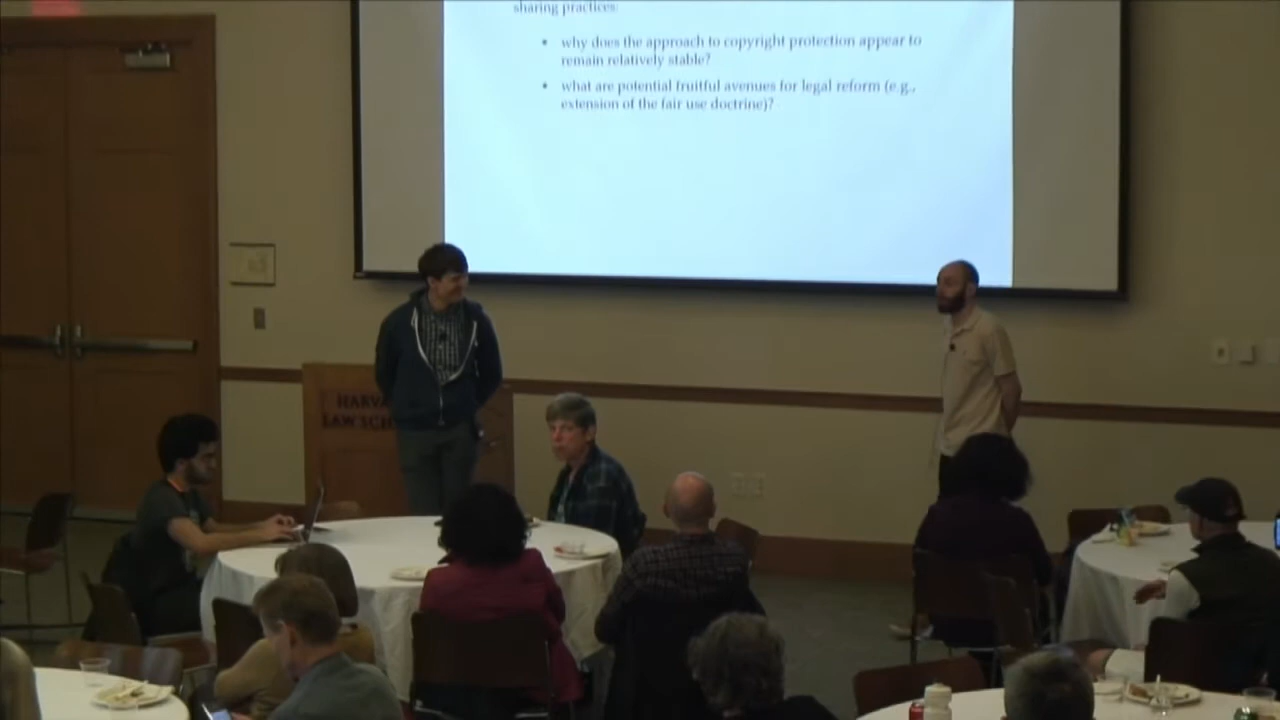 sharing practices:
• why does the approach to copyright protection appear to
remain relatively stable?
• what are potential fruitful avenues for legal reform (e.g.,
extension of the fair use doctrine)?
HARVA
LAW SCH